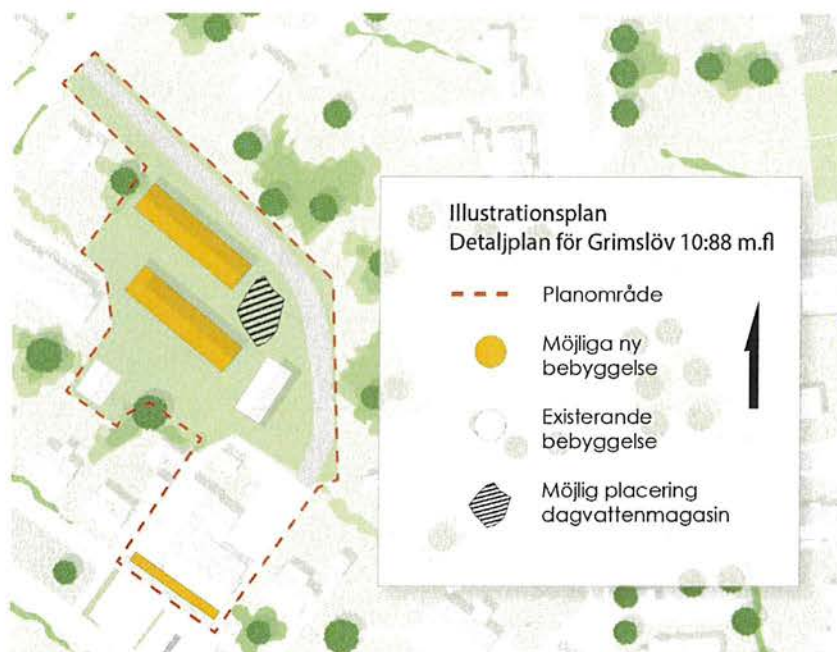 Illustrationsplan
Detaljplan för Grimslöv 10:88 m.fl
Planområde
Möjliga ny
bebyggelse
Existerande
bebyggelse
Möjlig placering
dagvattenmagasin